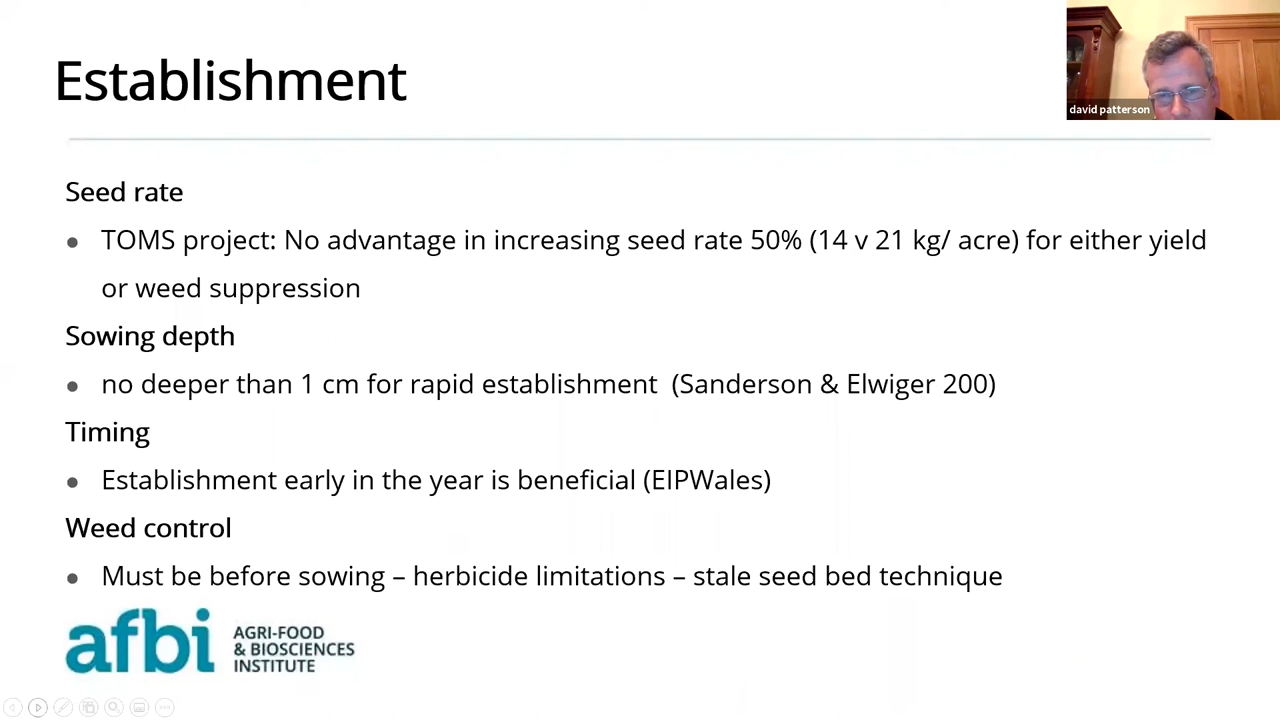 Establishment
david patterson
Seed rate
• TOMS project: No advantage in increasing seed rate 50% (14 v 21 kg/ acre) for either yield
or weed suppression
Sowing depth
• no deeper than 1 cm for rapid establishment (Sanderson & Elwiger 200)
Timing
• Establishment early in the year is beneficial (EIPWales)
Weed control
• Must be before sowing – herbicide limitations – stale seed bed technique
afbi
AGRI-FOOD
& BIOSCIENCES
INSTITUTE